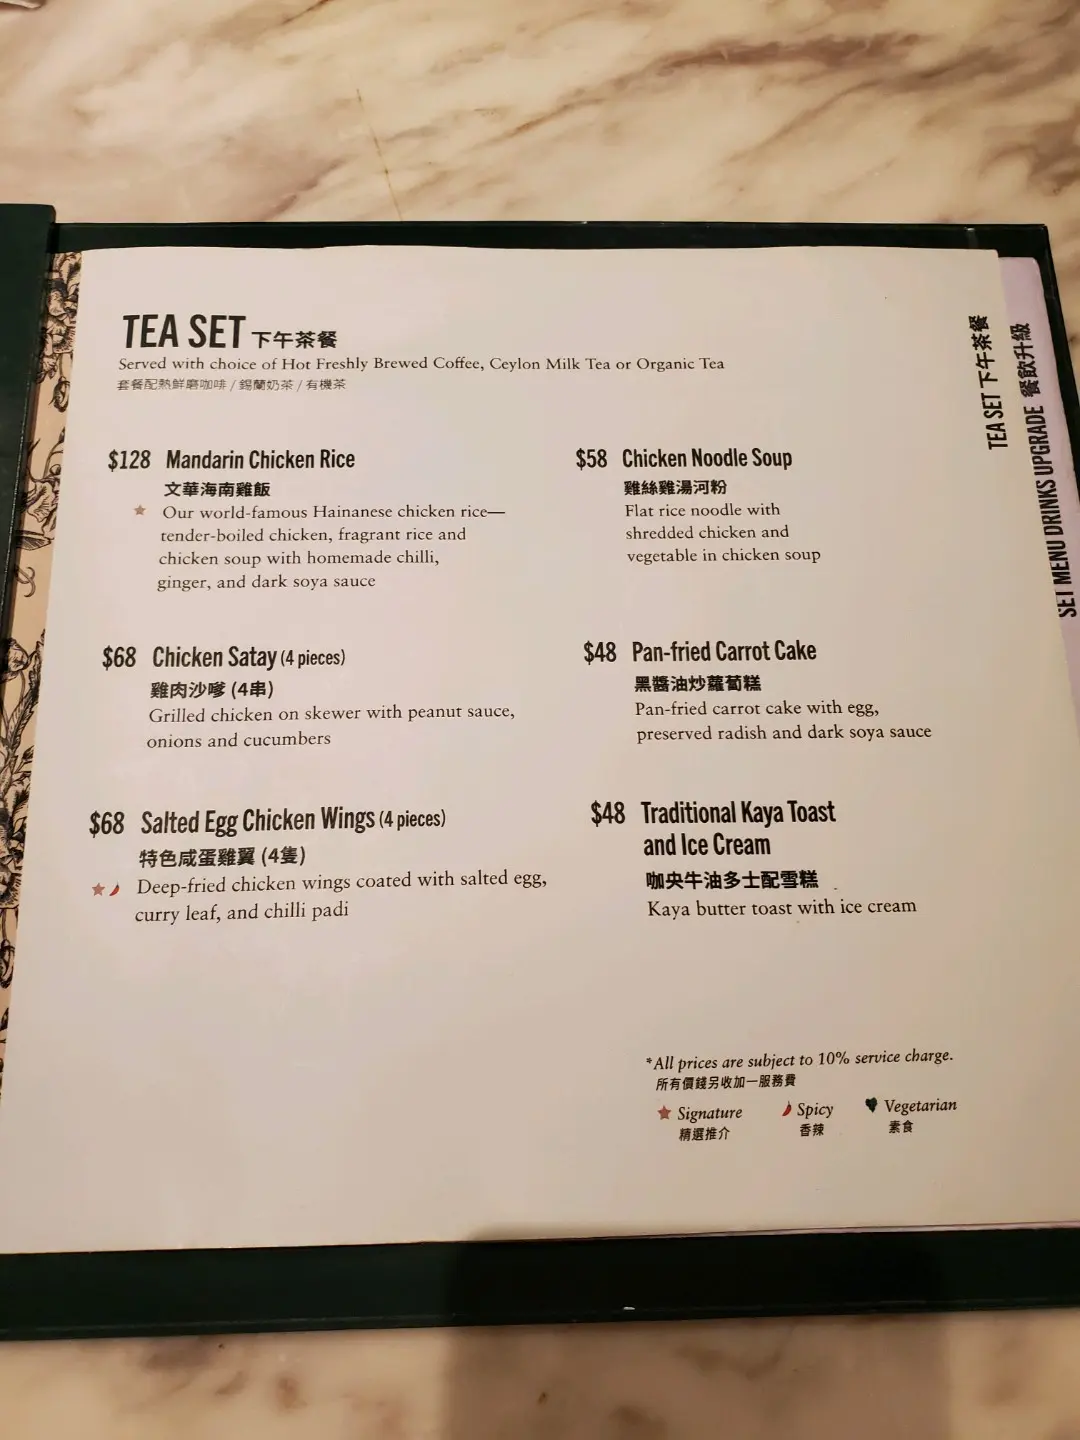 TEA SET 下午茶餐
Served with choice of Hot Freshly Brewed Coffee, Ceylon Milk Tea or Organic Tea
套餐配熱鮮磨咖啡 / 錫蘭奶茶 / 有機茶
$128 Mandarin Chicken Rice
文華海南雞飯
Our world-famous Hainanese chicken rice—
tender-boiled chicken, fragrant rice and
chicken soup with homemade chilli,
ginger, and dark soya sauce
$68 Chicken Satay (4 pieces)
雞肉沙嗲 (4串)
Grilled chicken on skewer with peanut sauce,
onions and cucumbers
$68 Salted Egg Chicken Wings (4 pieces)
特色咸蛋雞翼 (4隻)
Deep-fried chicken wings coated with salted egg,
curry leaf, and chilli padi
$58 Chicken Noodle Soup
雞絲雞湯河粉
Flat rice noodle with
shredded chicken and
vegetable in chicken soup
$48 Pan-fried Carrot Cake
黑醬油炒蘿蔔糕
Pan-fried carrot cake with egg,
preserved radish and dark soya sauce
$48 Traditional Kaya Toast
and Ice Cream
咖央牛油多士配雪糕
Kaya butter toast with ice cream
*All prices are subject to 10% service charge.
所有價錢另收加一服務費
Signature Spicy Vegetarian
精選推介 香辣 素食
TEA SET 下午茶餐
SET MENU DRINKS UPGRADE 餐飲升級